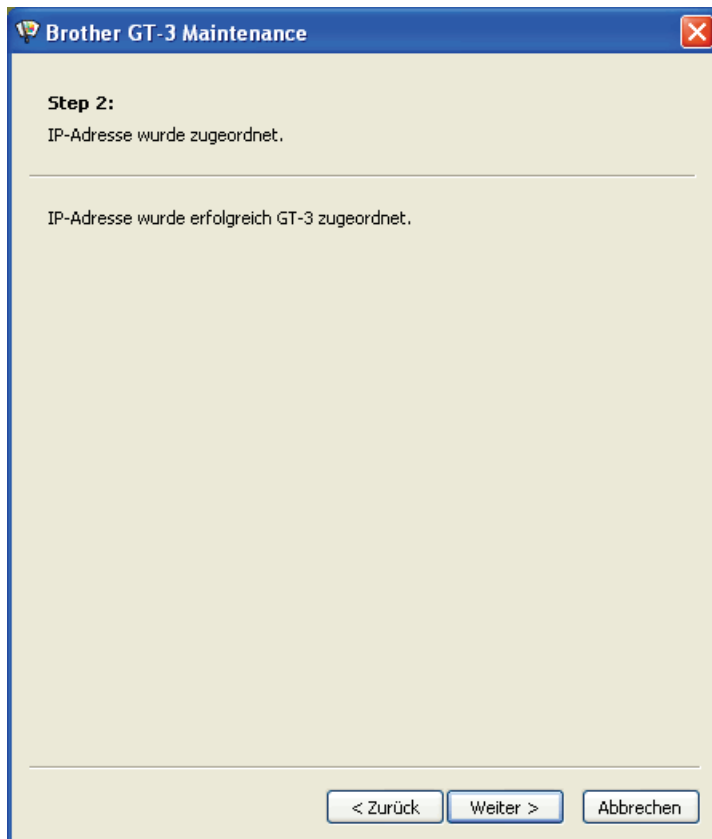 Brother GT-3 Maintenance
Step 2:
IP-Adresse wurde zugeordnet.
IP-Adresse wurde erfolgreich GT-3 zugeordnet.
< Zurück Weiter > Abbrechen